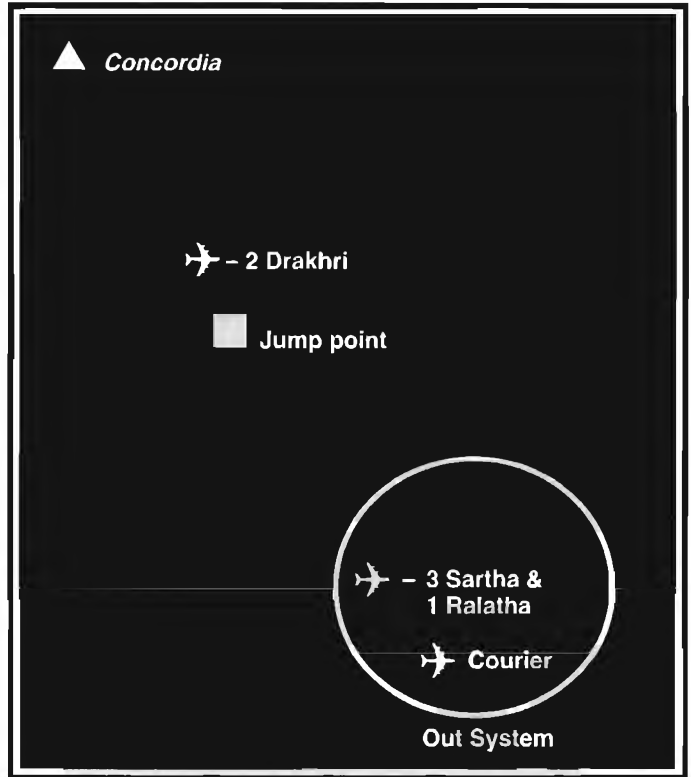 Concordia
– 2 Drakhri
Jump point
– 3 Sartha &
1 Ralatha
Courier
Out System